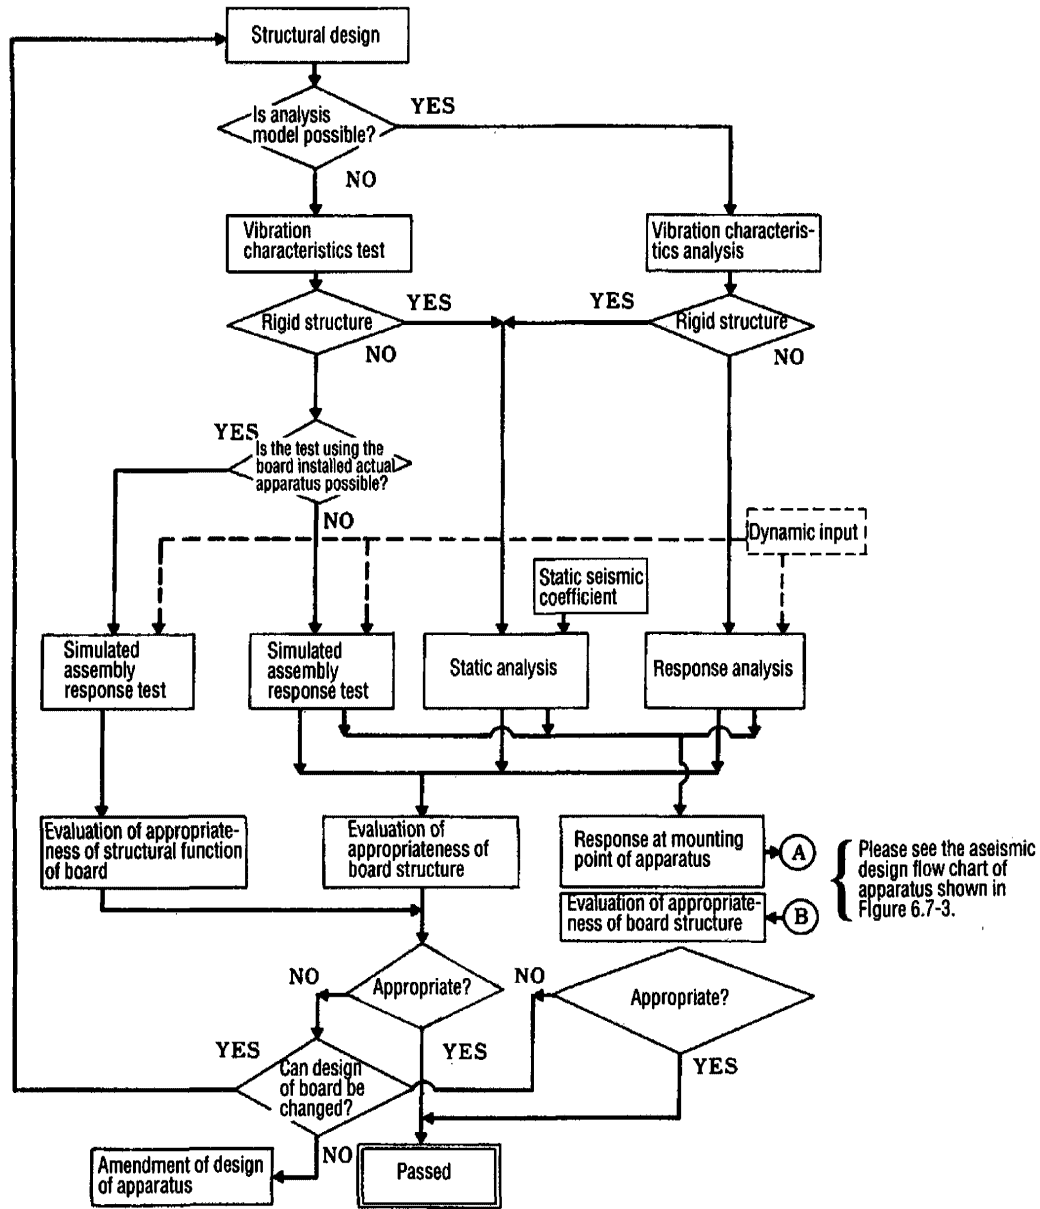 Structural design
Is analysis
model possible?
YES
NO
Vibration
characteristics test
Vibration characteris-
tics analysis
Rigid structure
YES
YES
Rigid structure
NO
NO
YES
Is the test using the
board installed actual
apparatus possible?
NO
Dynamic input
Static seismic
coefficient
Simulated
assembly
response test
Simulated
assembly
response test
Static analysis
Response analysis
Evaluation of appropriate-
ness of structural function
of board
Evaluation of
appropriateness of
board structure
Response at mounting
point of apparatus
A
Please see the aseismic
design flow chart of
apparatus shown in
Figure 6.7-3.
Evaluation of appropriate-
ness of board structure
B
NO
Appropriate?
NO
Appropriate?
YES
YES
YES
Can design
of board be
changed?
NO
Amendment of design
of apparatus
Passed